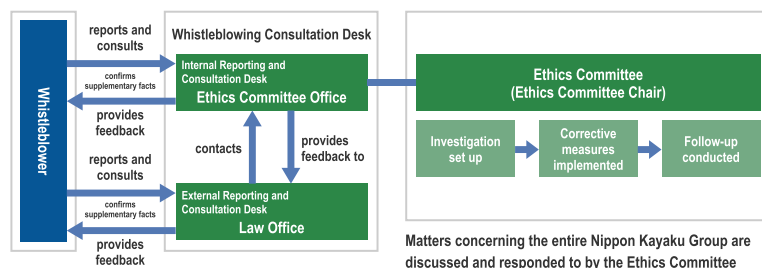 Whistleblower
reports and
consults
confirms
supplementary facts
provides
feedback
reports and
consults
confirms
supplementary facts
provides
feedback
Whistleblowing Consultation Desk
Internal Reporting and
Consultation Desk
Ethics Committee Office
contacts
provides
feedback to
External Reporting and
Consultation Desk
Law Office
Ethics Committee
(Ethics Committee Chair)
Investigation
set up
Corrective
measures
implemented
Follow-up
conducted
Matters concerning the entire Nippon Kayaku Group are
discussed and responded to by the Ethics Committee